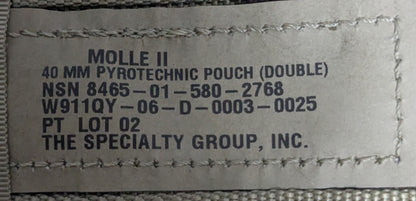 MOLLE II
40 MM PYROTECHNIC POUCH (DOUBLE)
NSN 8465-01-580-2768
W911QY-06-D-0003-0025
PT LOT 02
THE SPECIALTY GROUP, INC.